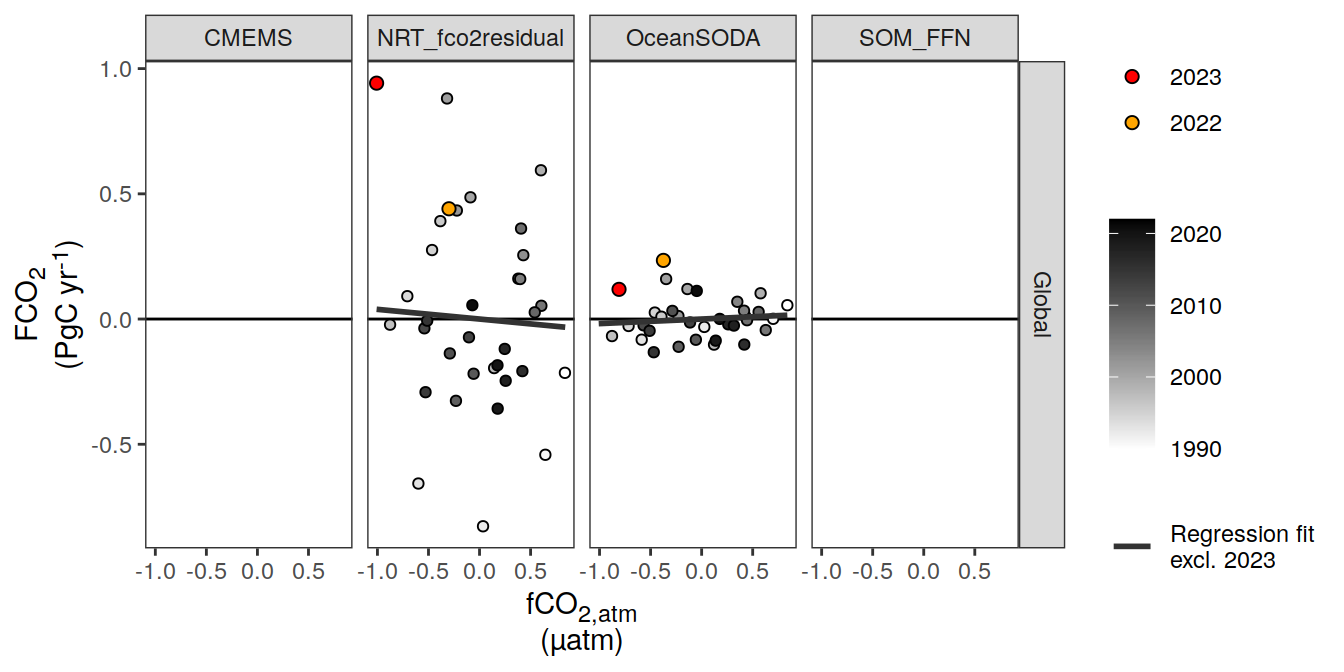 CMEMS NRT_fco2residual OceanSODA SOM_FFN
1.0
0.5
0.0
-0.5
FCO2
(PgC yr-1)
Global
-1.0 -0.5 0.0 0.5 -1.0 -0.5 0.0 0.5 -1.0 -0.5 0.0 0.5 -1.0 -0.5 0.0 0.5
fCO2,atm
(µatm)
2023
2022
2020
2010
2000
1990
Regression fit
excl. 2023